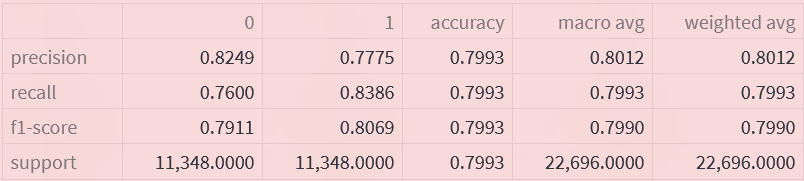 0 1 accuracy macro avg weighted avg
precision 0.8249 0.7775 0.7993 0.8012 0.8012
recall 0.7600 0.8386 0.7993 0.7993 0.7993
f1-score 0.7911 0.8069 0.7993 0.7990 0.7990
support 11,348.0000 11,348.0000 0.7993 22,696.0000 22,696.0000